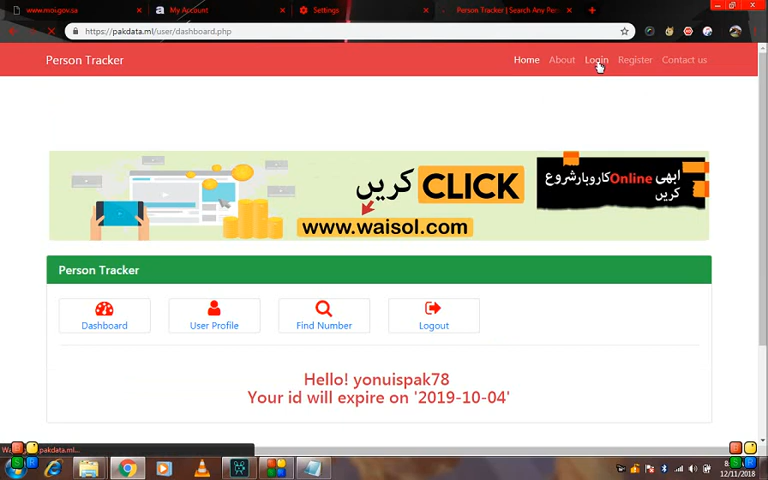 www.moi.gov.sa
My Account
Settings
Person Tracker | Search Any Pers
https://pakdata.ml/user/dashboard.php
Person Tracker
Home About Login Register Contact us
کریں CLICK
www.waisol.com
ابھی Online کاروبار شروع
کریں
Person Tracker
Dashboard
User Profile
Find Number
Logout
Hello! yonuispak78
Your id will expire on '2019-10-04'
pakdata.ml...
12/11/2018